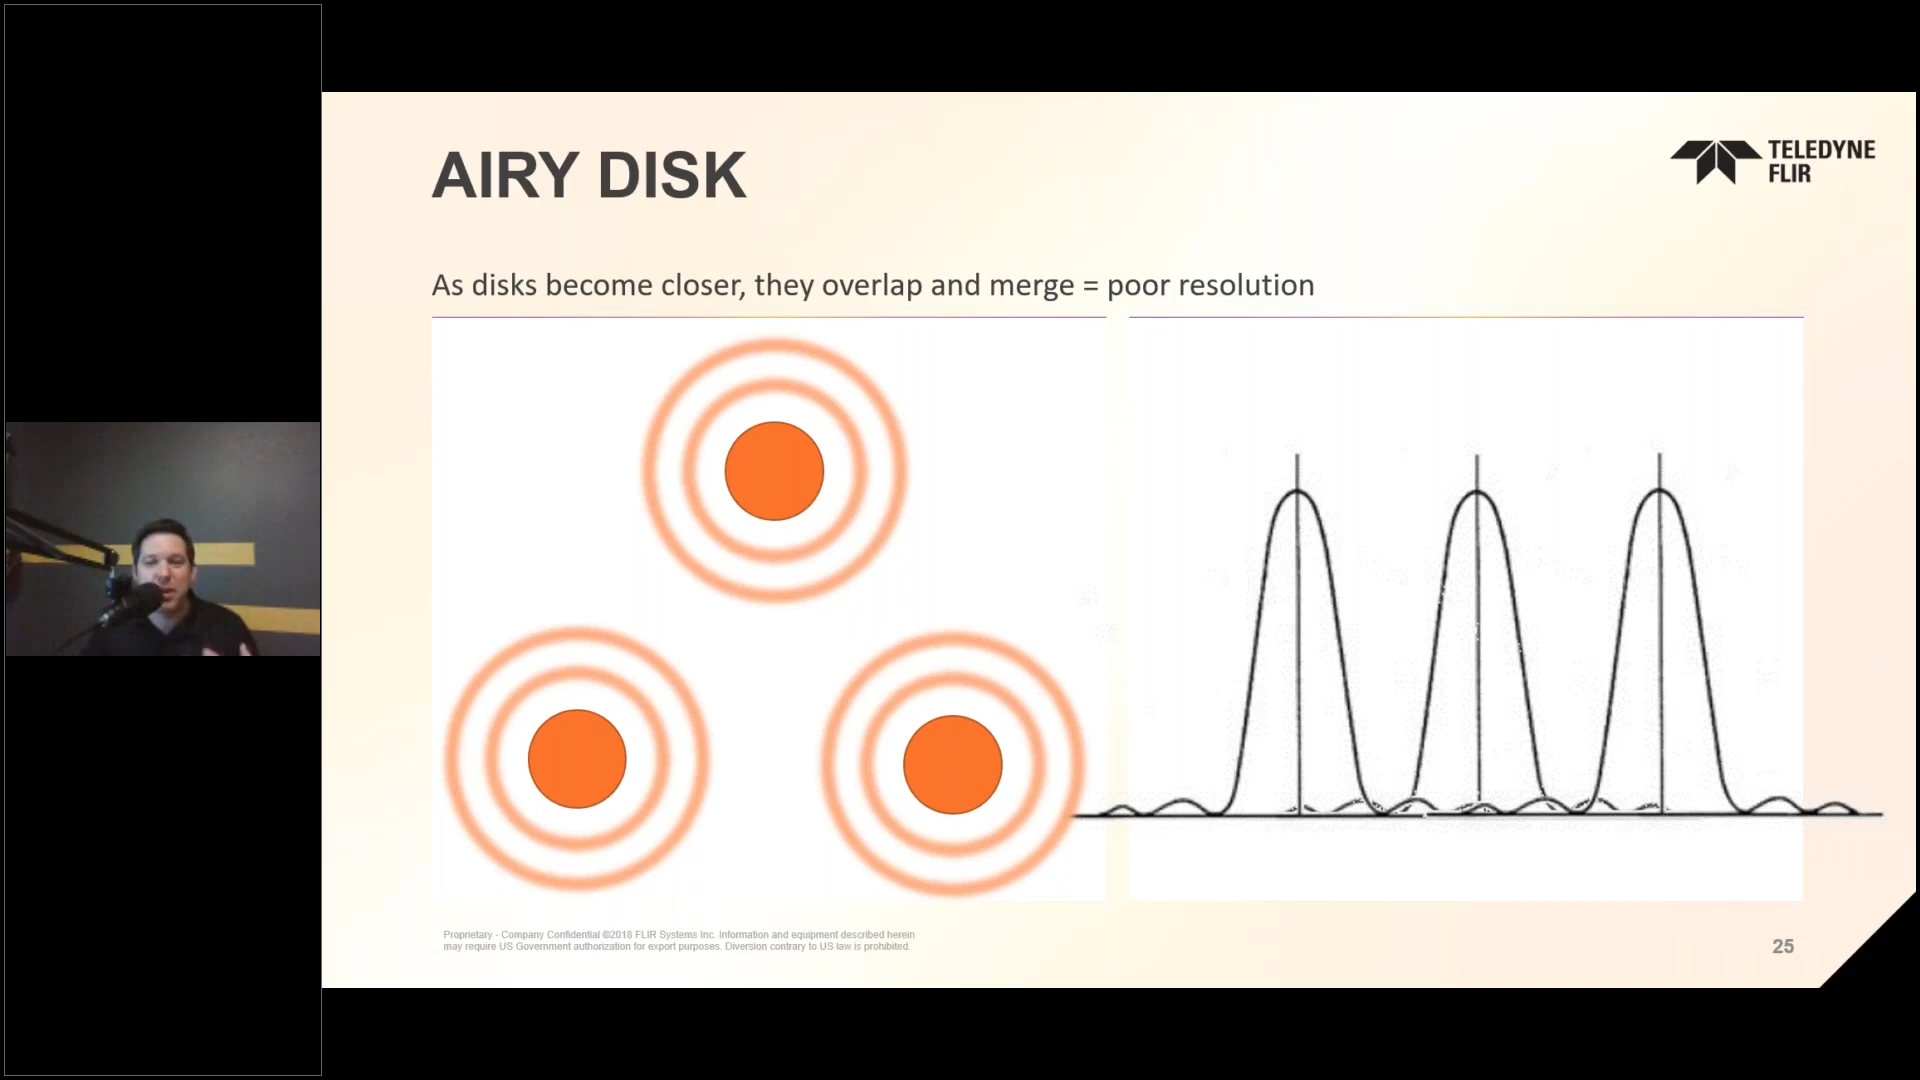 AIRY DISK
TELEDYNE
FLIR
As disks become closer, they overlap and merge = poor resolution
Proprietary - Company Confidential ©2018 FLIR Systems Inc. Information and equipment described herein
may require US Government authorization for export purposes. Diversion contrary to US law is prohibited.
25